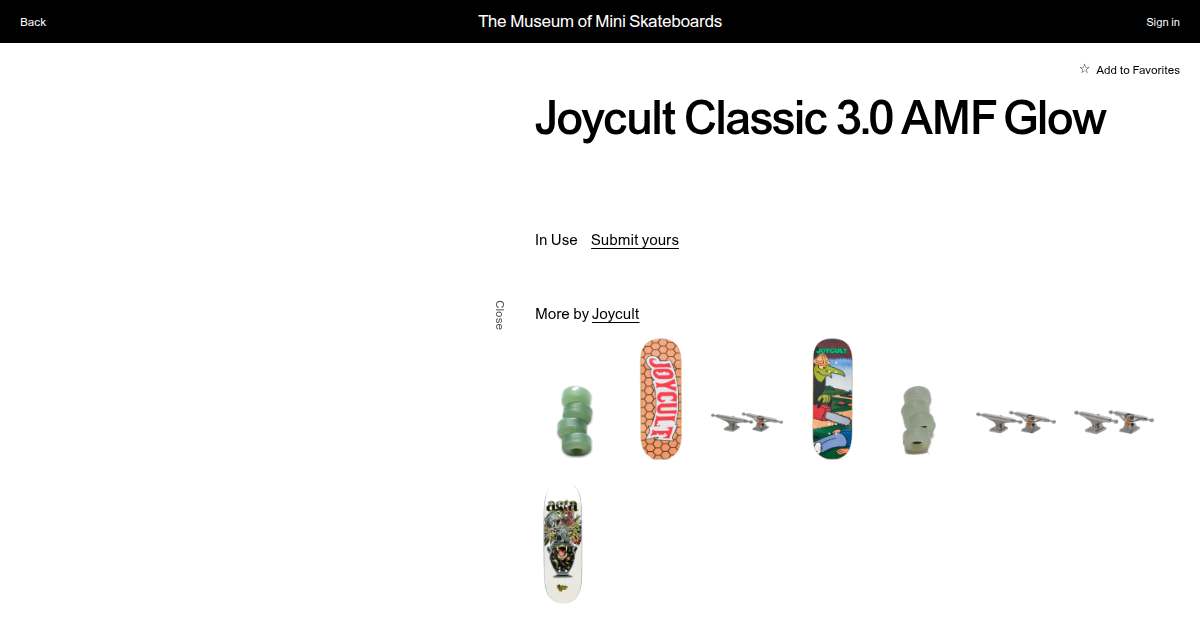 Back
The Museum of Mini Skateboards
Sign in
☆ Add to Favorites
Joycult Classic 3.0 AMF Glow
In Use Submit yours
Close
More by Joycult
JOYCULT
JOYCULT
asta